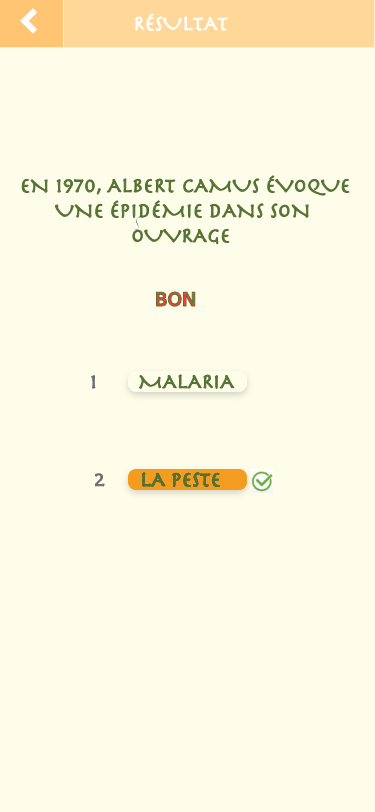 RÉSULTAT
EN 1970, ALBERT CAMUS ÉVOQUE
UNE ÉPIDÉMIE DANS SON
OUVRAGE
BON
1 MALARIA
2 LA PESTE